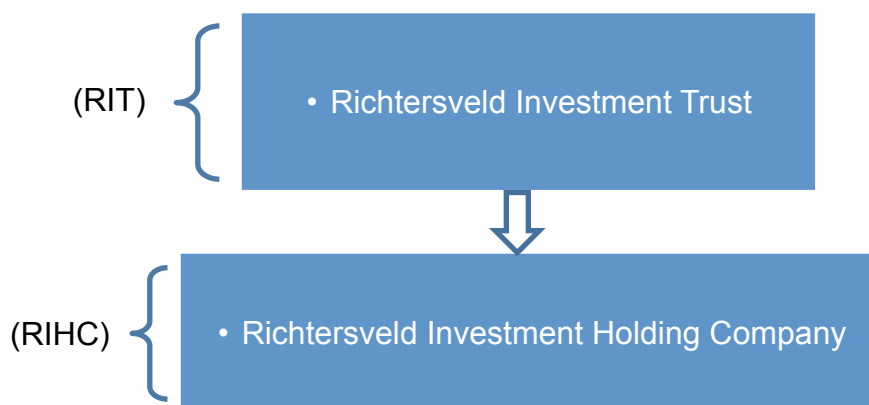 (RIT)
• Richtersveld Investment Trust
(RIHC)
• Richtersveld Investment Holding Company